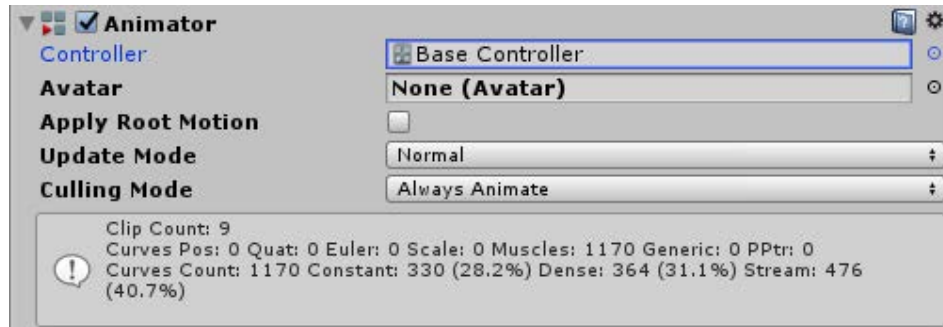 Animator
Controller Base Controller
Avatar None (Avatar)
Apply Root Motion
Update Mode Normal
Culling Mode Always Animate
Clip Count: 9
Curves Pos: 0 Quat: 0 Euler: 0 Scale: 0 Muscles: 1170 Generic: 0 PPtr: 0
Curves Count: 1170 Constant: 330 (28.2%) Dense: 364 (31.1%) Stream: 476
(40.7%)